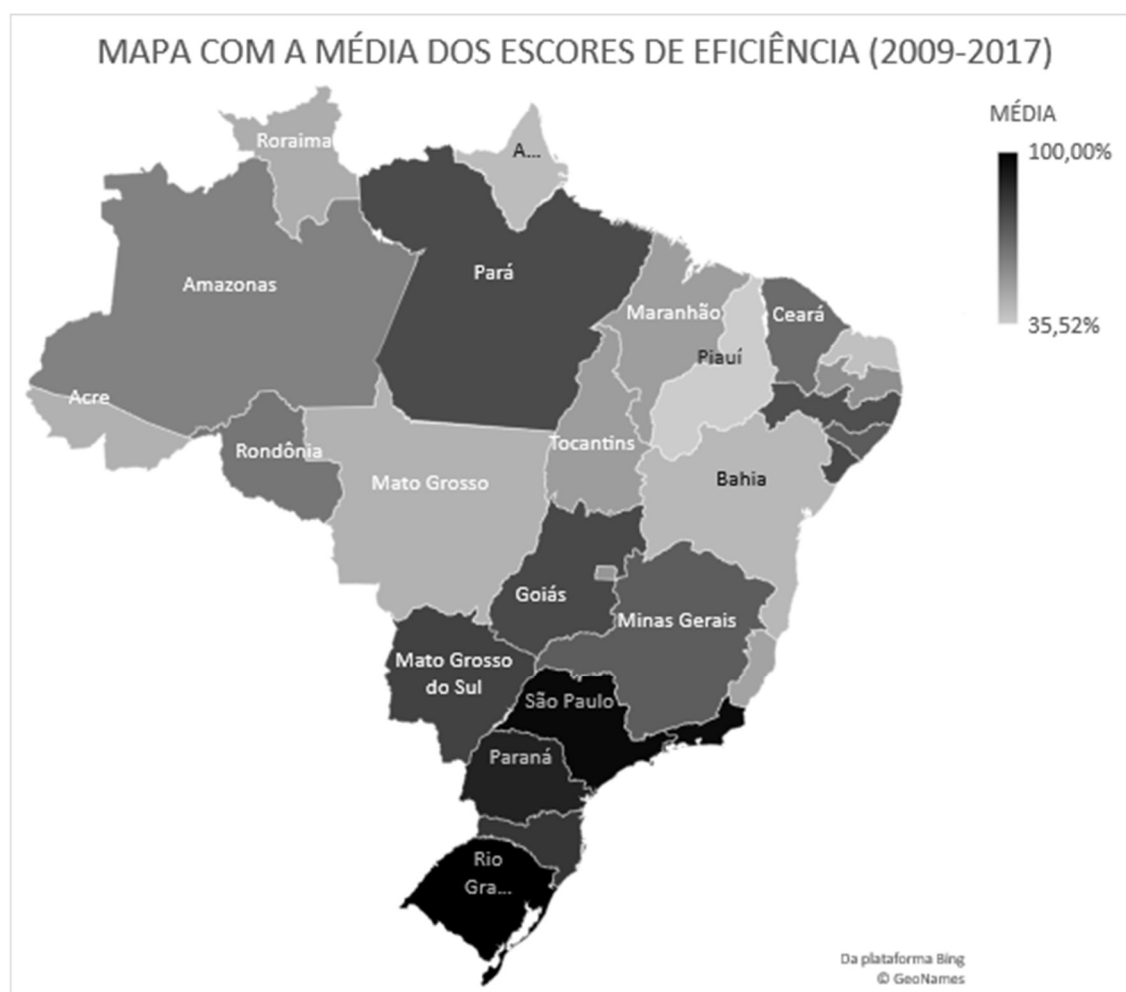 MAPA COM A MÉDIA DOS ESCORES DE EFICIÊNCIA (2009-2017)
MÉDIA
100,00%
35,52%
Roraima
A...
Amazonas
Pará
Maranhão
Ceará
Piauí
Acre
Rondônia
Tocantins
Mato Grosso
Bahia
Goiás
Minas Gerais
Mato Grosso
do Sul
São Paulo
Paraná
Rio
Gra...
Da plataforma Bing
© GeoNames